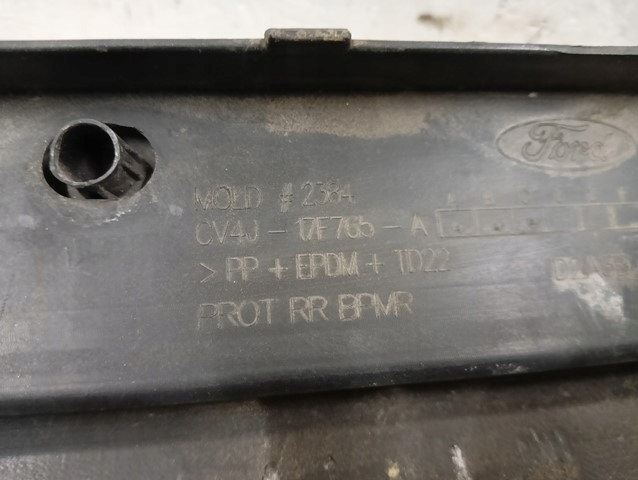 Ford
MOLD # 2384
CV4J - 17F765 - A
> PP + EPDM + TD22
PROT RR BPMR